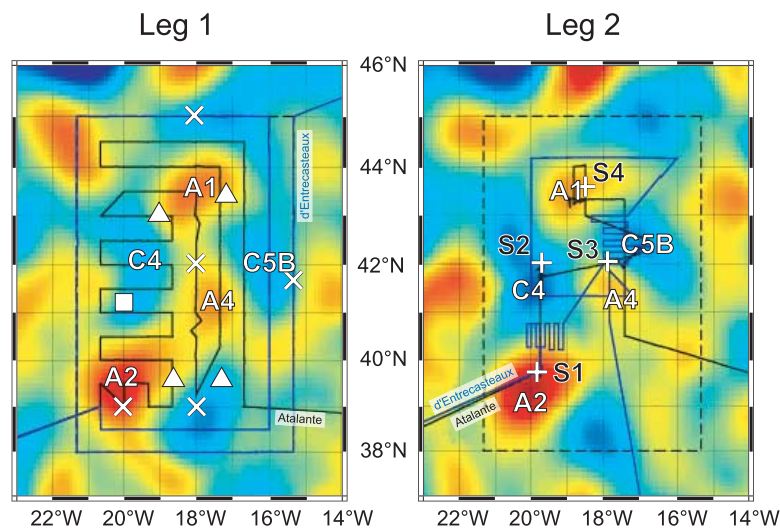 Leg 1
Leg 2
46°N
44°N
42°N
40°N
38°N
d'Entrecasteaux
A1
C4
C5B
A4
A2
Atalante
22°W 20°W 18°W 16°W 14°W
S4
A1
S2
S3
C5B
C4
A4
S1
A2
d'Entrecasteaux
Atalante
22°W 20°W 18°W 16°W 14°W